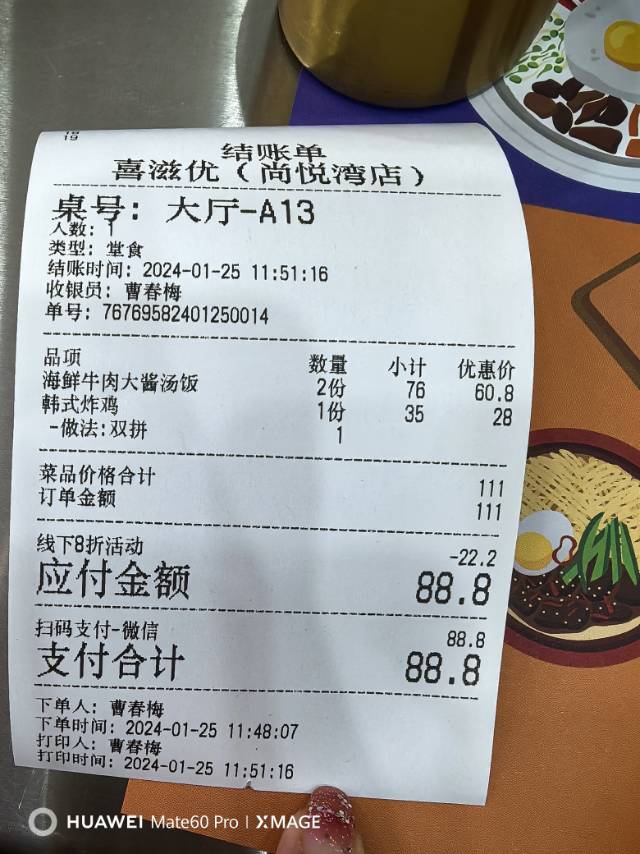 19
结账单
喜滋优（尚悦湾店）
桌号: 大厅-A13
人数: 1
类型: 堂食
结账时间: 2024-01-25 11:51:16
收银员: 曹春梅
单号: 76769582401250014
品项 数量 小计 优惠价
海鲜牛肉大酱汤饭 2份 76 60.8
韩式炸鸡 1份 35 28
-做法:双拼 1
菜品价格合计 111
订单金额 111
线下8折活动 -22.2
应付金额 88.8
扫码支付-微信 88.8
支付合计 88.8
下单人: 曹春梅
下单时间: 2024-01-25 11:48:07
打印人: 曹春梅
打印时间: 2024-01-25 11:51:16
HUAWEI Mate60 Pro | XMAGE